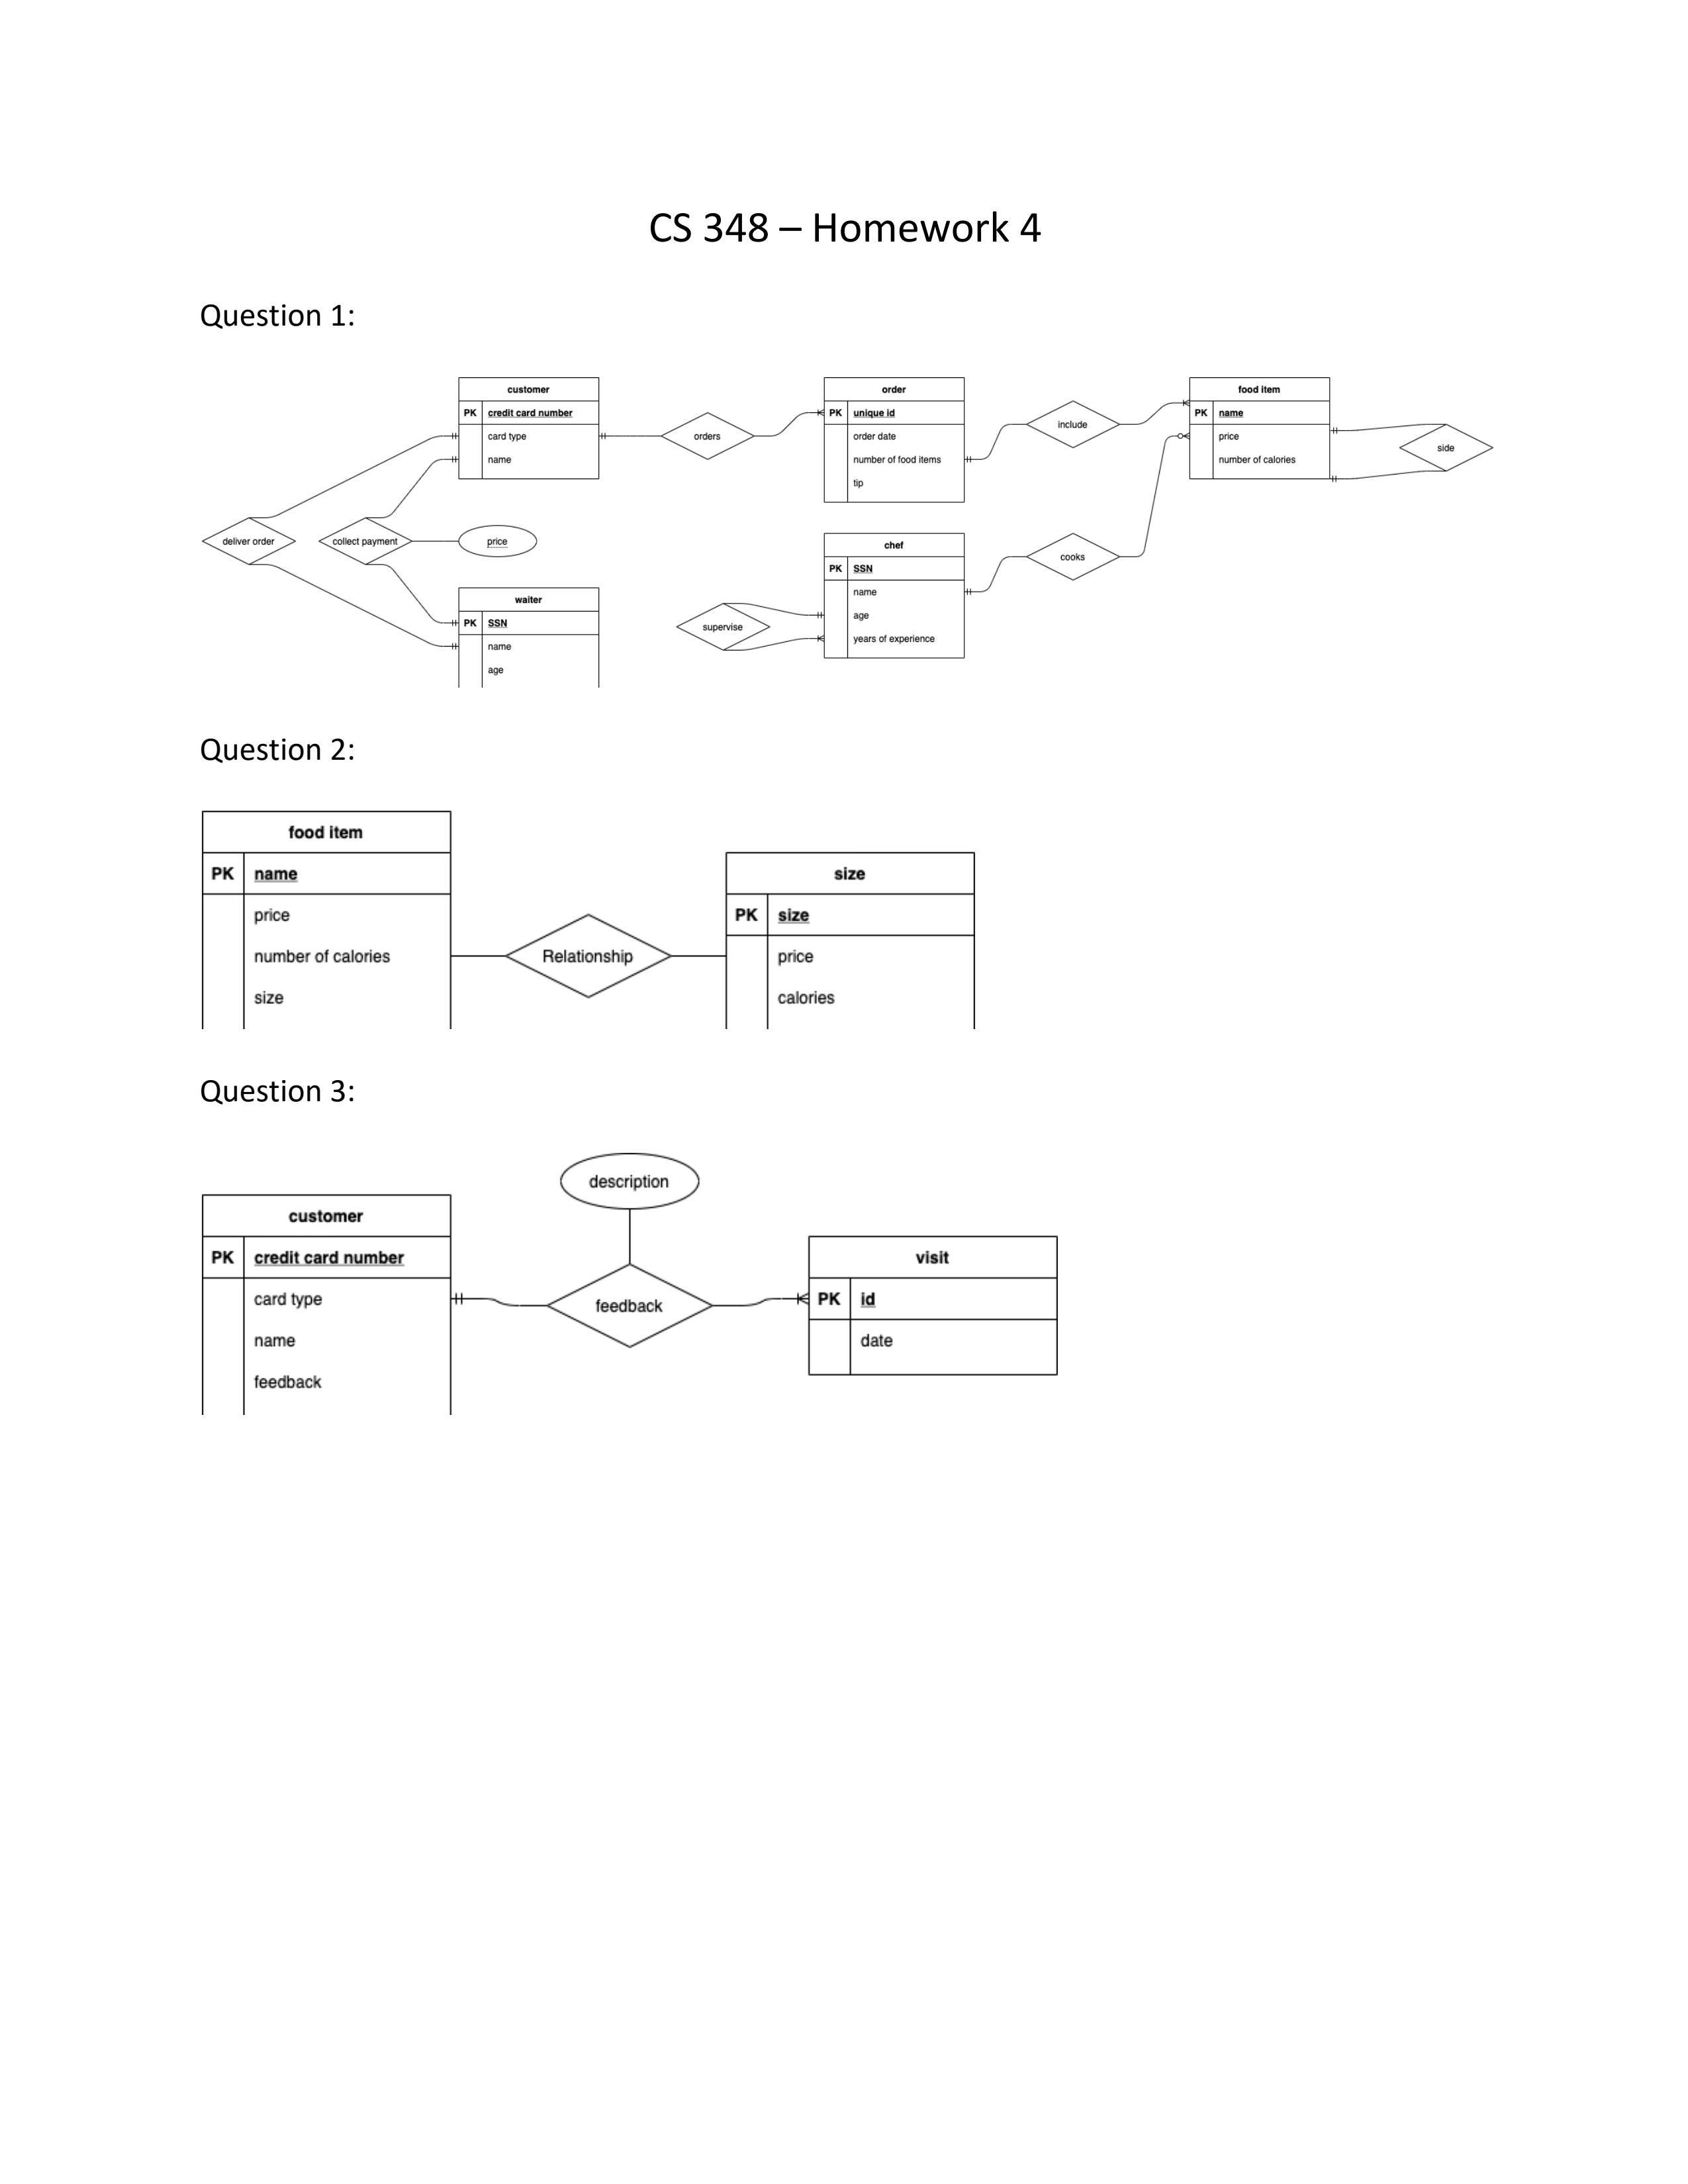 CS 348 – Homework 4
Question 1:
customer
PK credit card number
card type
name
orders
order
PK unique id
order date
number of food items
tip
include
food item
PK name
price
number of calories
side
deliver order
collect payment
price
waiter
PK SSN
name
age
supervise
chef
PK SSN
name
age
years of experience
cooks
Question 2:
food item
PK name
price
number of calories
size
Relationship
size
PK size
price
calories
Question 3:
description
customer
PK credit card number
card type
name
feedback
feedback
visit
PK id
date